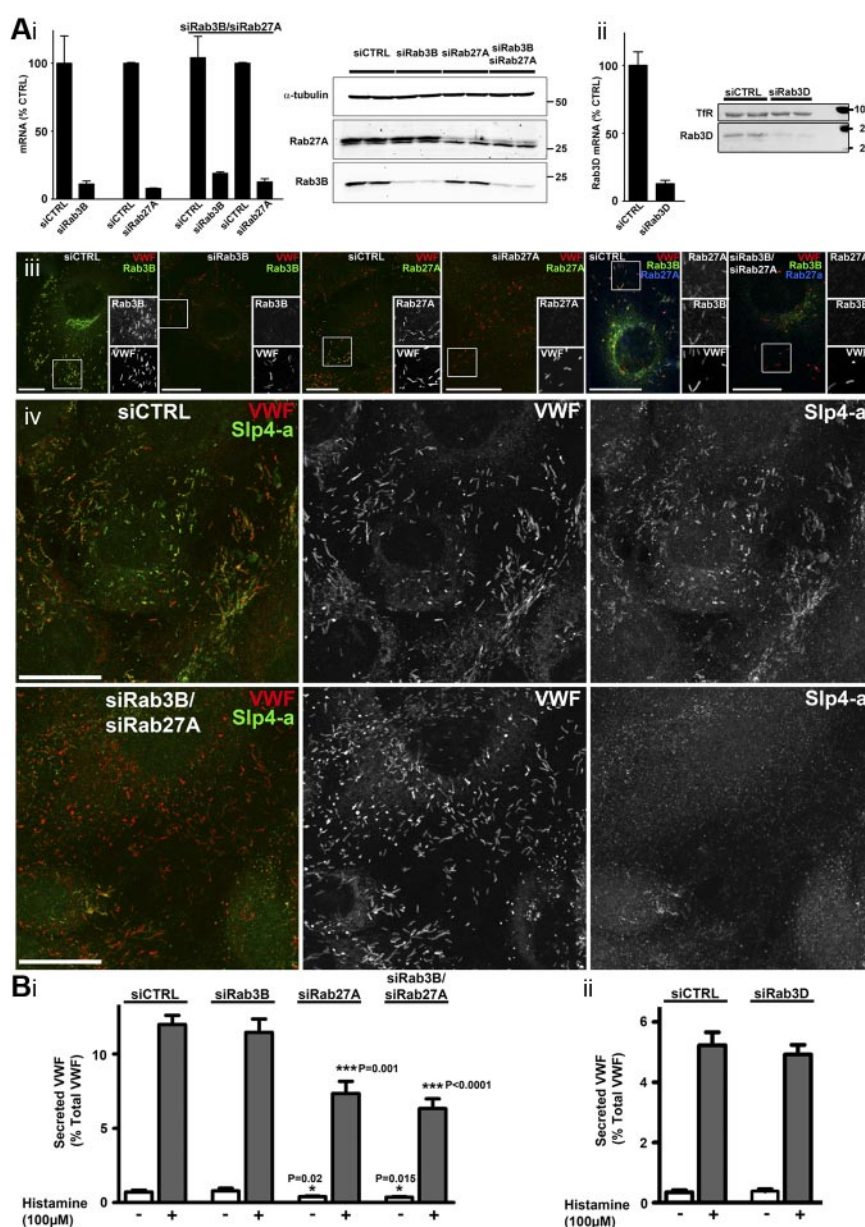 A i
siRab3B/siRab27A
mRNA (% CTRL)
100
50
0
siCTRL
siRab3B
siCTRL
siRab27A
siCTRL
siRab3B
siCTRL
siRab27A
siCTRL siRab3B siRab27A siRab3B
siRab27A
α-tubulin
50
Rab27A
25
Rab3B
25
ii
Rab3D mRNA (% CTRL)
100
50
0
siCTRL
siRab3D
siCTRL siRab3D
TfR
10
Rab3D
2
2
iii
siCTRL VWF
Rab3B
Rab3B
VWF
siRab3B VWF
Rab3B
Rab3B
VWF
siCTRL VWF
Rab27A
Rab27A
VWF
siRab27A VWF
Rab27A
Rab27A
VWF
siCTRL VWF
Rab3B
Rab27A
Rab27A
Rab3B
VWF
siRab3B/ VWF
siRab27A Rab3B
Rab27a
Rab27A
Rab3B
VWF
iv
siCTRL VWF
Slp4-a
VWF
Slp4-a
siRab3B/ VWF
siRab27A Slp4-a
VWF
Slp4-a
B i
siCTRL siRab3B siRab27A siRab3B/
siRab27A
Secreted VWF
(% Total VWF)
10
5
0
***P=0.001
***P<0.0001
P=0.02
*
P=0.015
*
Histamine
(100µM)
- + - + - + - +
ii
siCTRL siRab3D
Secreted VWF
(% Total VWF)
6
4
2
0
Histamine
(100µM)
- + - +